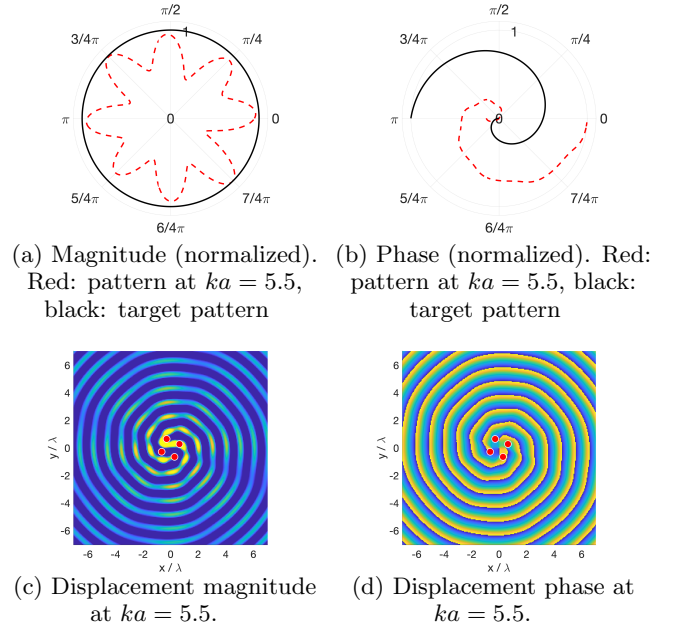 π/2
π/2
3/4π
1
π/4
3/4π
1
π/4
π
0
0
π
0
0
5/4π
7/4π
5/4π
7/4π
6/4π
6/4π
(a) Magnitude (normalized).
Red: pattern at ka = 5.5,
black: target pattern
(b) Phase (normalized). Red:
pattern at ka = 5.5, black:
target pattern
6
4
2
0
-2
-4
-6
y / λ
-6 -4 -2 0 2 4 6
x / λ
6
4
2
0
-2
-4
-6
y / λ
-6 -4 -2 0 2 4 6
x / λ
(c) Displacement magnitude
at ka = 5.5.
(d) Displacement phase at
ka = 5.5.